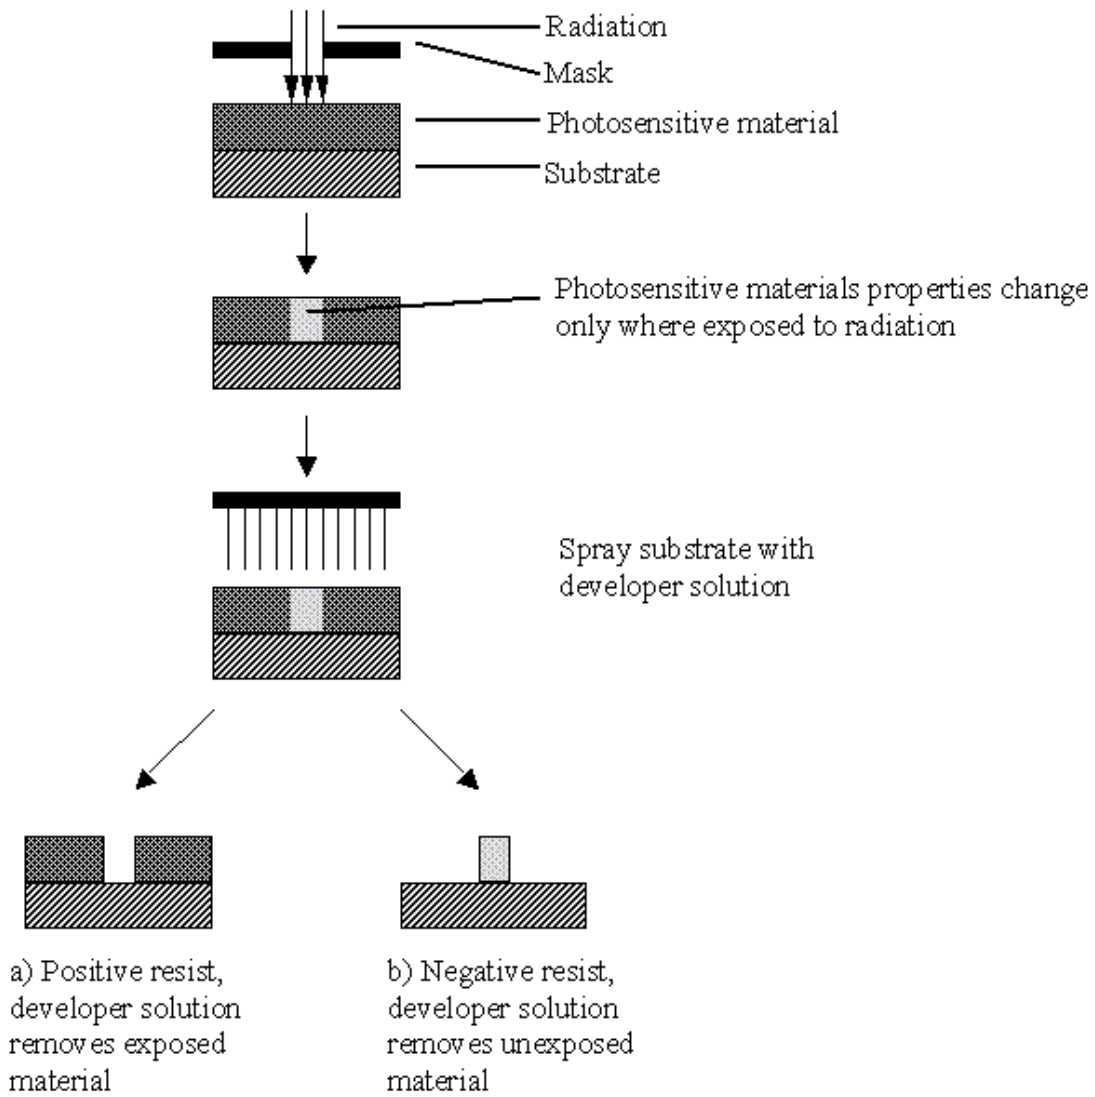 Radiation
Mask
Photosensitive material
Substrate
Photosensitive materials properties change
only where exposed to radiation
Spray substrate with
developer solution
a) Positive resist,
developer solution
removes exposed
material
b) Negative resist,
developer solution
removes unexposed
material